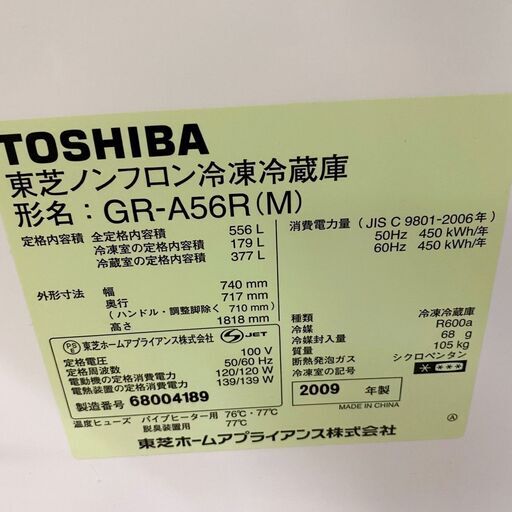 TOSHIBA
東芝ノンフロン冷凍冷蔵庫
形名：GR-A56R(M)
定格内容積 全定格内容積 556 L
冷凍室の定格内容積 179 L
冷蔵室の定格内容積 377 L
消費電力量 (JIS C 9801-2006年)
50Hz 450 kWh/年
60Hz 450 kWh/年
外形寸法 幅 740 mm
奥行 717 mm
(ハンドル・調整脚除く 710 mm)
高さ 1818 mm
種類 冷凍冷蔵庫
冷媒 R600a
冷媒封入量 68 g
質量 105 kg
断熱発泡ガス シクロペンタン
冷凍室の記号
PS E 東芝ホームアプライアンス株式会社 JET
定格電圧 100 V
定格周波数 50/60 Hz
電動機の定格消費電力 120/120 W
電熱装置の定格消費電力 139/139 W
製造番号 68004189
2009 年製
MADE IN CHINA
温度ヒューズ パイプヒーター用 76℃・77℃
脱臭装置用 77℃
A
東芝ホームアプライアンス株式会社